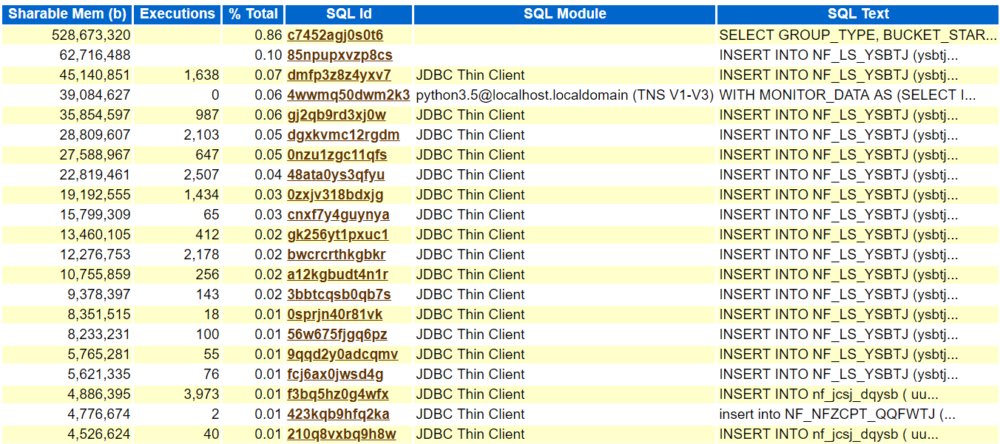 Sharable Mem (b) Executions % Total SQL Id SQL Module SQL Text
528,673,320 0.86 c7452agj0s0t6 SELECT GROUP_TYPE, BUCKET_STAR...
62,716,488 0.10 85npupxvzp8cs INSERT INTO NF_LS_YSBTJ (ysbtj...
45,140,851 1,638 0.07 dmfp3z8z4yxv7 JDBC Thin Client INSERT INTO NF_LS_YSBTJ (ysbtj...
39,084,627 0 0.06 4wwmq50dwm2k3 python3.5@localhost.localdomain (TNS V1-V3) WITH MONITOR_DATA AS (SELECT I...
35,854,597 987 0.06 gj2qb9rd3xj0w JDBC Thin Client INSERT INTO NF_LS_YSBTJ (ysbtj...
28,809,607 2,103 0.05 dgxkvmc12rgdm JDBC Thin Client INSERT INTO NF_LS_YSBTJ (ysbtj...
27,588,967 647 0.05 0nzu1zgc11qfs JDBC Thin Client INSERT INTO NF_LS_YSBTJ (ysbtj...
22,819,461 2,507 0.04 48ata0ys3qfyu JDBC Thin Client INSERT INTO NF_LS_YSBTJ (ysbtj...
19,192,555 1,434 0.03 0zxjv318bdxjg JDBC Thin Client INSERT INTO NF_LS_YSBTJ (ysbtj...
15,799,309 65 0.03 cnxf7y4guynya JDBC Thin Client INSERT INTO NF_LS_YSBTJ (ysbtj...
13,460,105 412 0.02 gk256yt1pxuc1 JDBC Thin Client INSERT INTO NF_LS_YSBTJ (ysbtj...
12,276,753 2,178 0.02 bwcrcrthkgbkr JDBC Thin Client INSERT INTO NF_LS_YSBTJ (ysbtj...
10,755,859 256 0.02 a12kgbudt4n1r JDBC Thin Client INSERT INTO NF_LS_YSBTJ (ysbtj...
9,378,397 143 0.02 3bbtcqsb0qb7s JDBC Thin Client INSERT INTO NF_LS_YSBTJ (ysbtj...
8,351,515 18 0.01 0sprjn40r81vk JDBC Thin Client INSERT INTO NF_LS_YSBTJ (ysbtj...
8,233,231 100 0.01 56w675fjgq6pz JDBC Thin Client INSERT INTO NF_LS_YSBTJ (ysbtj...
5,765,281 55 0.01 9qqd2y0adcqmv JDBC Thin Client INSERT INTO NF_LS_YSBTJ (ysbtj...
5,621,335 76 0.01 fcj6ax0jwsd4g JDBC Thin Client INSERT INTO NF_LS_YSBTJ (ysbtj...
4,886,395 3,973 0.01 f3bq5hz0g4wfx JDBC Thin Client INSERT INTO nf_jcsj_dqysb ( uu...
4,776,674 2 0.01 423kqb9hfq2ka JDBC Thin Client insert into NF_NFZCPT_QQFWTJ (...
4,526,624 40 0.01 210q8vxbq9h8w JDBC Thin Client INSERT INTO nf_jcsj_dqysb ( uu...